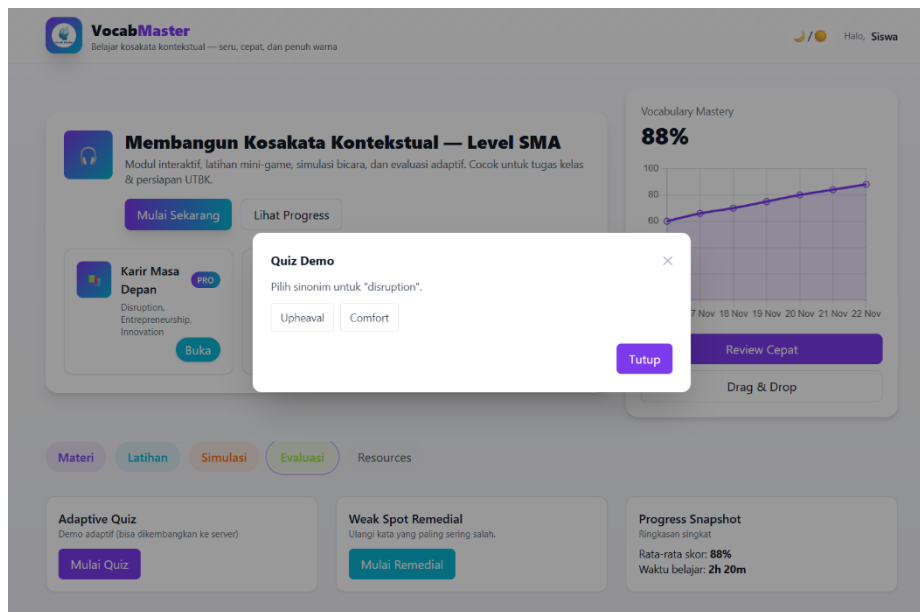 VocabMaster
Belajar kosakata kontekstual — seru, cepat, dan penuh warna
Halo, Siswa
Membangun Kosakata Kontekstual — Level SMA
Modul interaktif, latihan mini-game, simulasi bicara, dan evaluasi adaptif. Cocok untuk tugas kelas
& persiapan UTBK.
Mulai Sekarang
Lihat Progress
Karir Masa
Depan
PRO
Disruption,
Entrepreneurship,
Innovation
Buka
Vocabulary Mastery
88%
100
80
60
7 Nov 18 Nov 19 Nov 20 Nov 21 Nov 22 Nov
Review Cepat
Drag & Drop
Quiz Demo
Pilih sinonim untuk "disruption".
Upheaval
Comfort
Tutup
Materi
Latihan
Simulasi
Evaluasi
Resources
Adaptive Quiz
Demo adaptif (bisa dikembangkan ke server)
Mulai Quiz
Weak Spot Remedial
Ulangi kata yang paling sering salah.
Mulai Remedial
Progress Snapshot
Ringkasan singkat
Rata-rata skor: 88%
Waktu belajar: 2h 20m